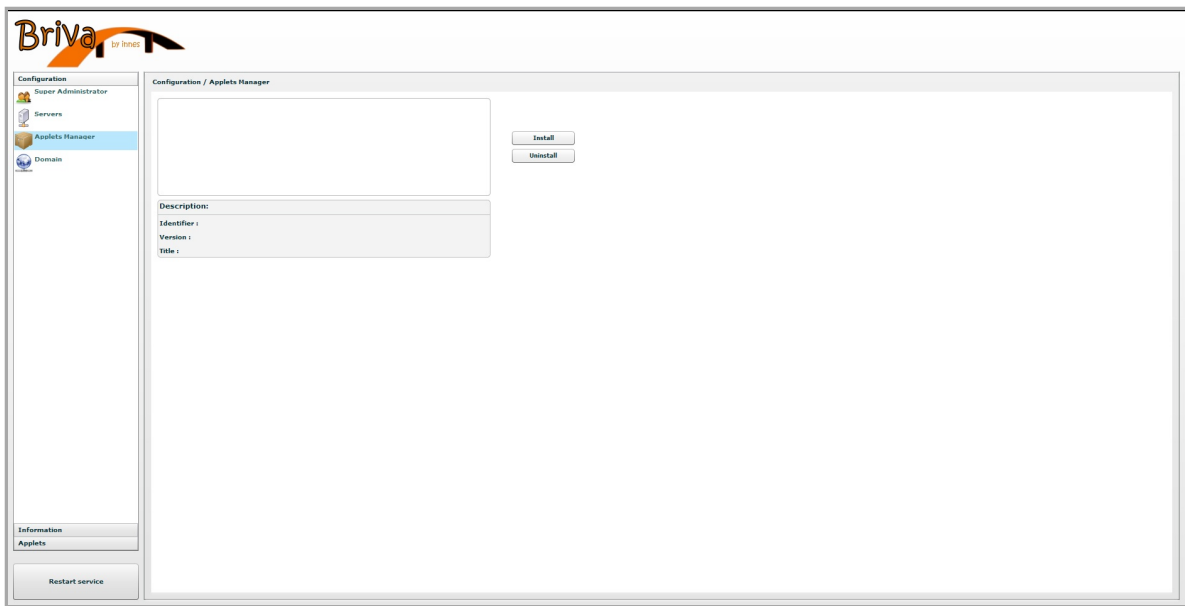 Briva by innes
Configuration
Super Administrator
Servers
Applets Manager
Domain
Information
Applets
Restart service
Configuration / Applets Manager
Install
Uninstall
Description:
Identifier :
Version :
Title :